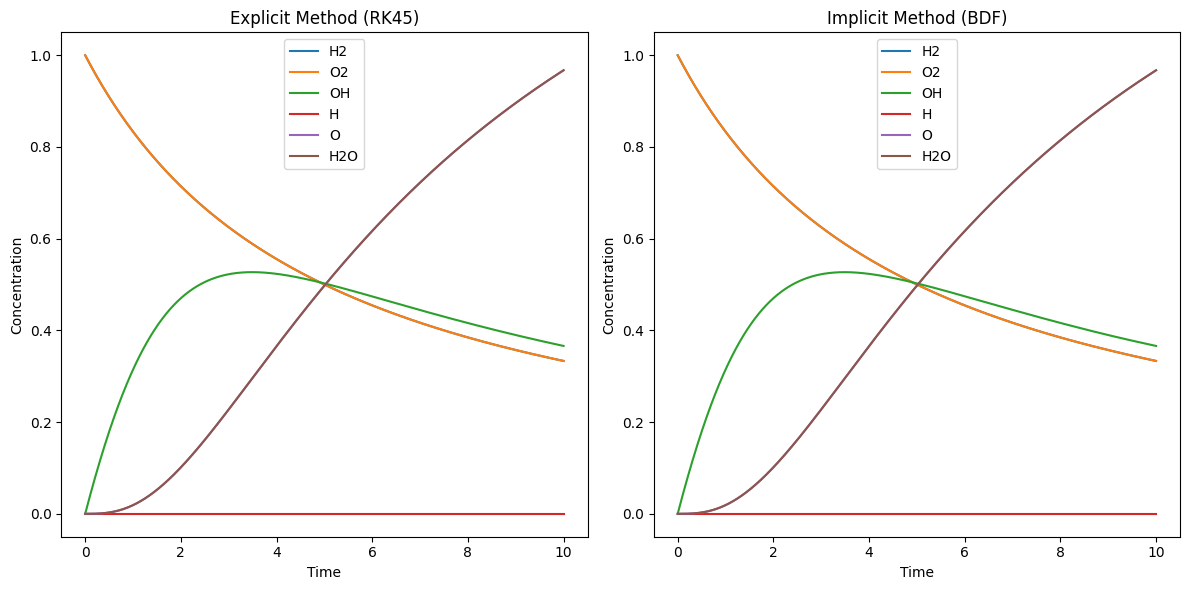 Explicit Method (RK45)
1.0
0.8
0.6
0.4
0.2
0.0
Concentration
H2
O2
OH
H
O
H2O
0
2
4
6
8
10
Time
Implicit Method (BDF)
1.0
0.8
0.6
0.4
0.2
0.0
Concentration
H2
O2
OH
H
O
H2O
0
2
4
6
8
10
Time